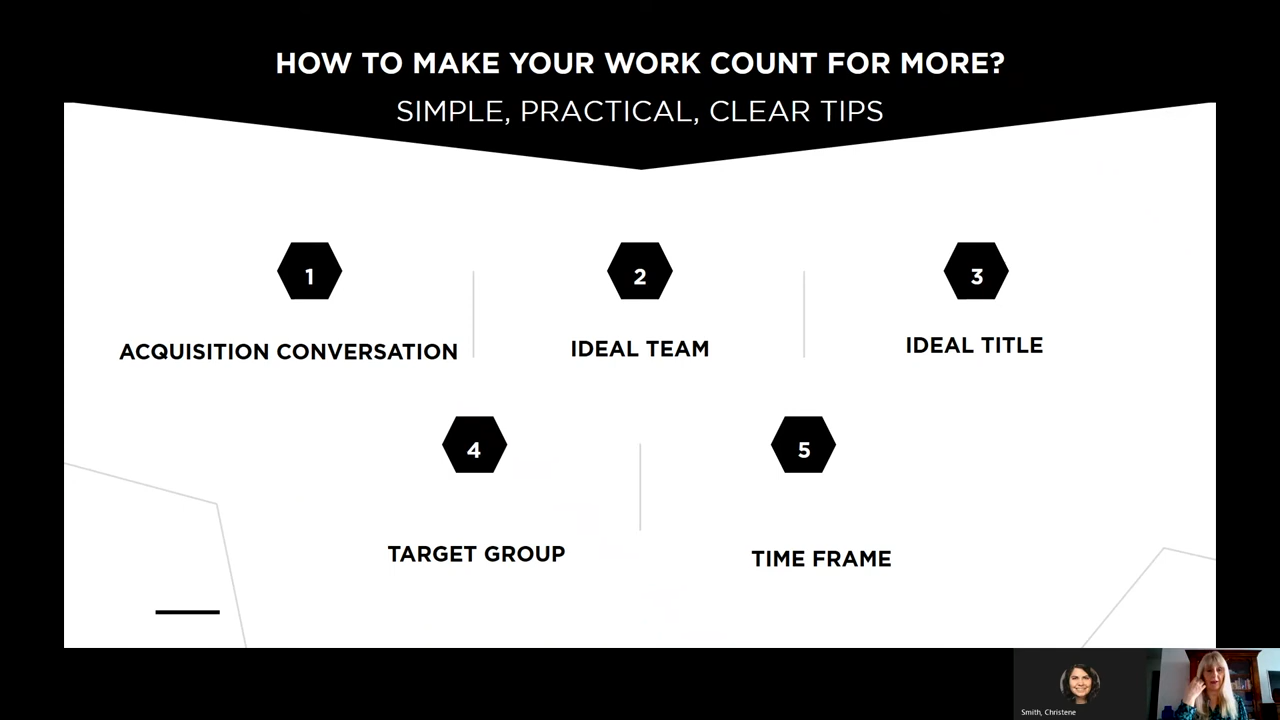 HOW TO MAKE YOUR WORK COUNT FOR MORE?
SIMPLE, PRACTICAL, CLEAR TIPS
1
2
3
ACQUISITION CONVERSATION
IDEAL TEAM
IDEAL TITLE
4
5
TARGET GROUP
TIME FRAME
Smith, Christene